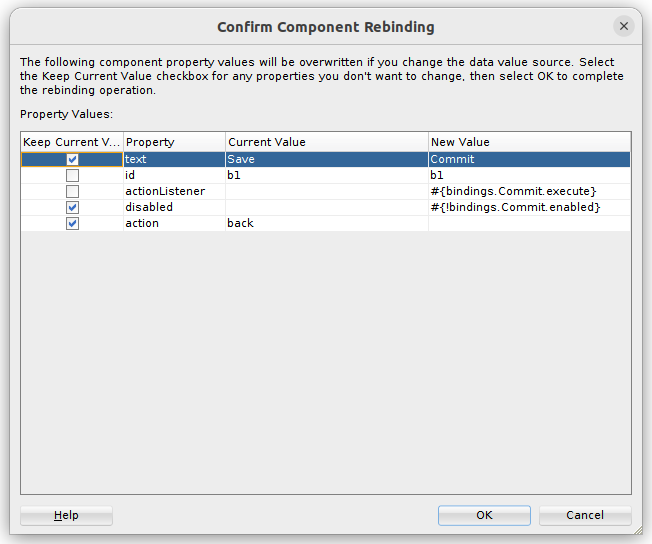 Confirm Component Rebinding
The following component property values will be overwritten if you change the data value source. Select
the Keep Current Value checkbox for any properties you don't want to change, then select OK to complete
the rebinding operation.
Property Values:
Keep Current V... Property Current Value New Value
text Save Commit
id b1 b1
actionListener #{bindings.Commit.execute}
disabled #{!bindings.Commit.enabled}
action back
Help OK Cancel